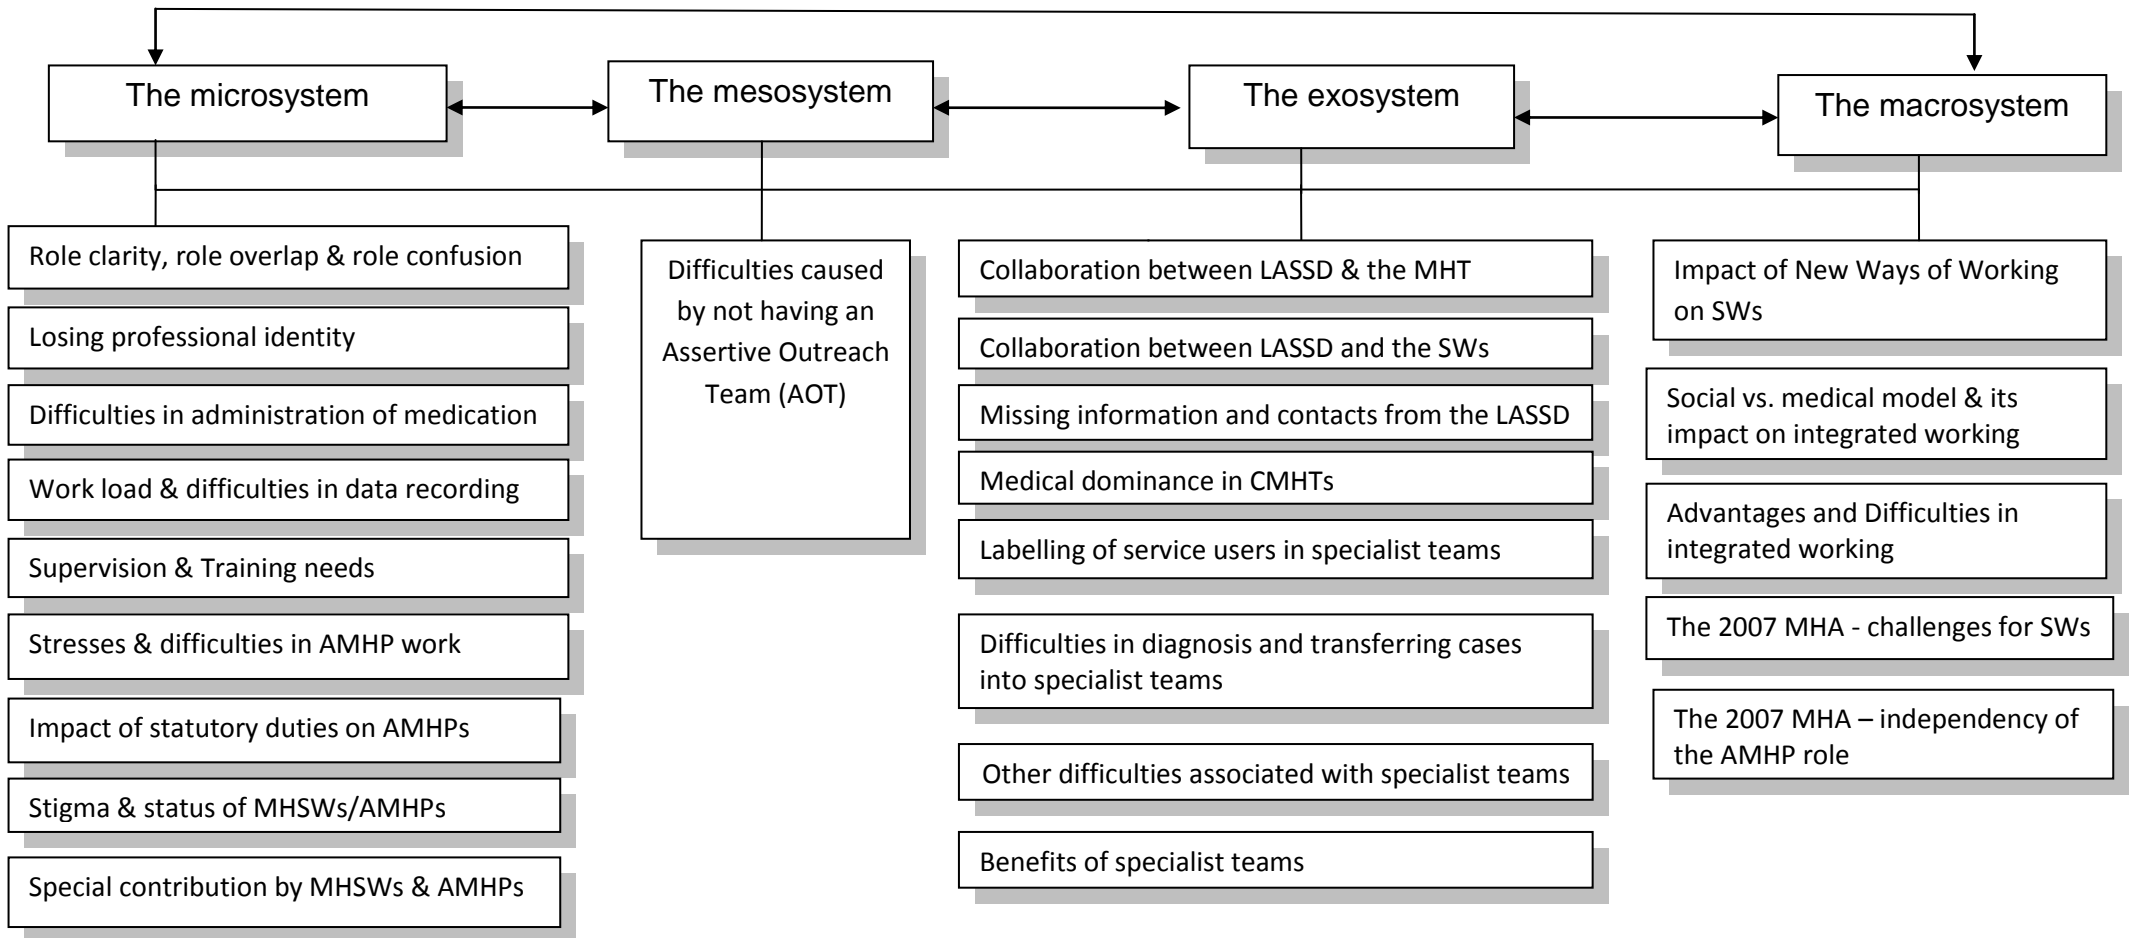 The microsystem
The mesosystem
The exosystem
The macrosystem
Role clarity, role overlap & role confusion
Losing professional identity
Difficulties in administration of medication
Work load & difficulties in data recording
Supervision & Training needs
Stresses & difficulties in AMHP work
Impact of statutory duties on AMHPs
Stigma & status of MHSWs/AMHPs
Special contribution by MHSWs & AMHPs
Difficulties caused
by not having an
Assertive Outreach
Team (AOT)
Collaboration between LASSD & the MHT
Collaboration between LASSD and the SWs
Missing information and contacts from the LASSD
Medical dominance in CMHTs
Labelling of service users in specialist teams
Difficulties in diagnosis and transferring cases
into specialist teams
Other difficulties associated with specialist teams
Benefits of specialist teams
Impact of New Ways of Working
on SWs
Social vs. medical model & its
impact on integrated working
Advantages and Difficulties in
integrated working
The 2007 MHA - challenges for SWs
The 2007 MHA – independency of
the AMHP role